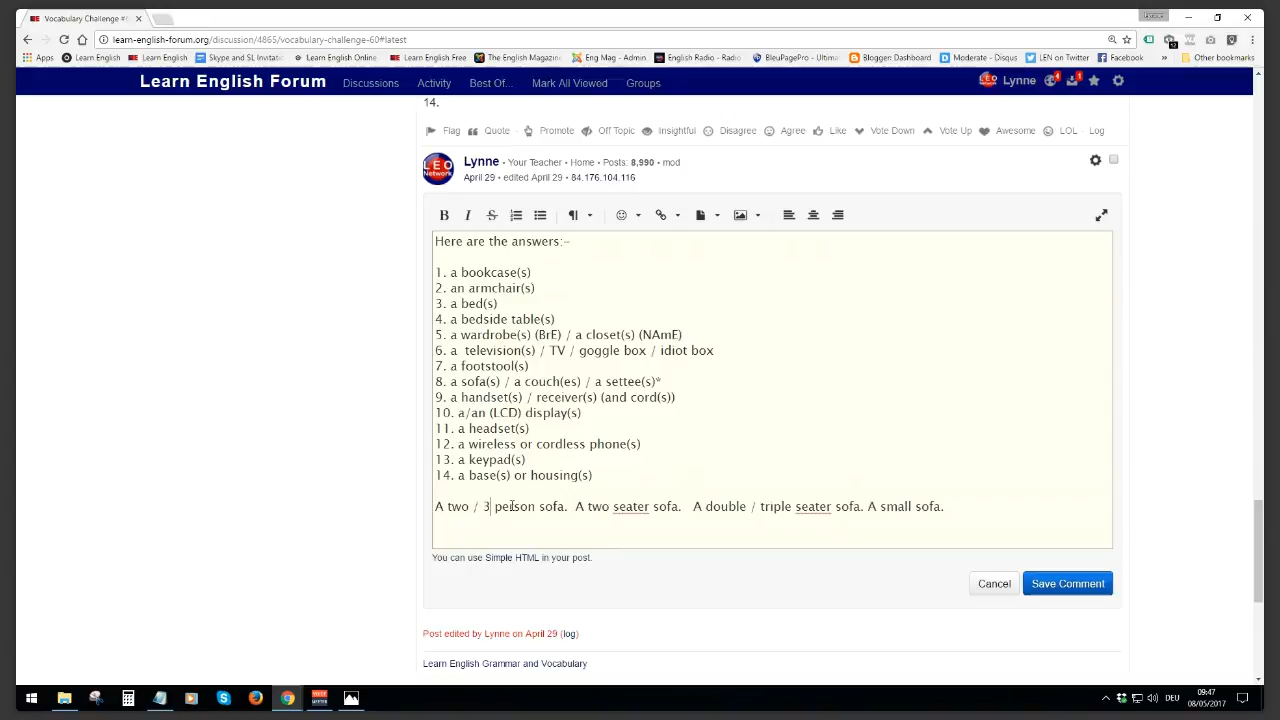 Vocabulary Challenge #
learn-english-forum.org/discussion/4865/vocabulary-challenge-60#latest
Apps Learn English Learn English Skype and SL Invitati Learn English Online Learn English Free The English Magazine Eng Mag - Admin English Radio - Radio BleuPagePro - Ultima Blogger: Dashboard Moderate - Disqus LEN on Twitter Facebook » Other bookmarks
Learn English Forum Discussions Activity Best Of... Mark All Viewed Groups Lynne 4 1
14.
Flag Quote · Promote Off Topic Insightful Disagree Agree Like Vote Down Vote Up Awesome LOL · Log
LEO Network
Lynne • Your Teacher • Home • Posts: 8,990 • mod
April 29 • edited April 29 • 84.176.104.116
B I S
Here are the answers:-
1. a bookcase(s)
2. an armchair(s)
3. a bed(s)
4. a bedside table(s)
5. a wardrobe(s) (BrE) / a closet(s) (NAmE)
6. a television(s) / TV / goggle box / idiot box
7. a footstool(s)
8. a sofa(s) / a couch(es) / a settee(s)*
9. a handset(s) / receiver(s) (and cord(s))
10. a/an (LCD) display(s)
11. a headset(s)
12. a wireless or cordless phone(s)
13. a keypad(s)
14. a base(s) or housing(s)
A two / 3 person sofa. A two seater sofa. A double / triple seater sofa. A small sofa.
You can use Simple HTML in your post.
Cancel Save Comment
Post edited by Lynne on April 29 (log)
Learn English Grammar and Vocabulary
DEU
09:47
08/05/2017